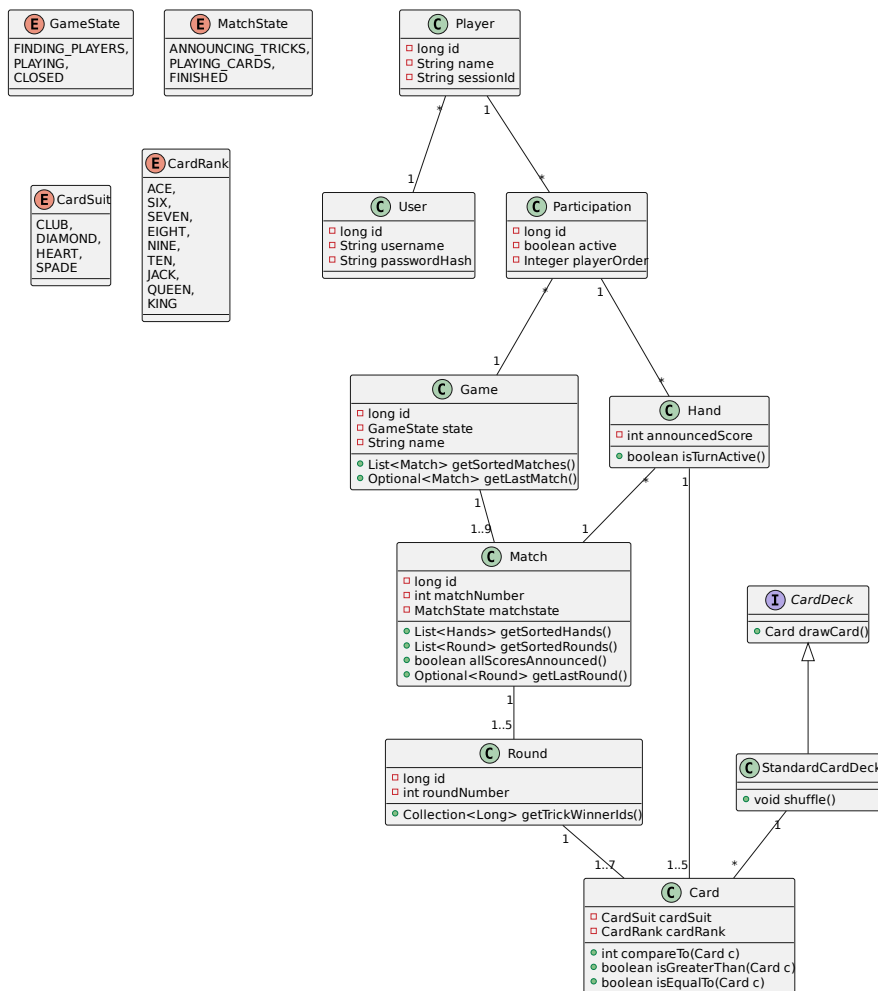 E GameState
FINDING_PLAYERS,
PLAYING,
CLOSED
E MatchState
ANNOUNCING_TRICKS,
PLAYING_CARDS,
FINISHED
C Player
long id
String name
String sessionId
* 1
1 *
E CardSuit
CLUB,
DIAMOND,
HEART,
SPADE
E CardRank
ACE,
SIX,
SEVEN,
EIGHT,
NINE,
TEN,
JACK,
QUEEN,
KING
C User
long id
String username
String passwordHash
C Participation
long id
boolean active
Integer playerOrder
* 1
1 *
C Game
long id
GameState state
String name
List<Match> getSortedMatches()
Optional<Match> getLastMatch()
C Hand
int announcedScore
boolean isTurnActive()
1 1..9
* 1
1 1..5
C Match
long id
int matchNumber
MatchState matchstate
List<Hands> getSortedHands()
List<Round> getSortedRounds()
boolean allScoresAnnounced()
Optional<Round> getLastRound()
I CardDeck
Card drawCard()
1 1..5
C Round
long id
int roundNumber
Collection<Long> getTrickWinnerIds()
C StandardCardDeck
void shuffle()
1 1..7
1 *
C Card
CardSuit cardSuit
CardRank cardRank
int compareTo(Card c)
boolean isGreaterThan(Card c)
boolean isEqualTo(Card c)